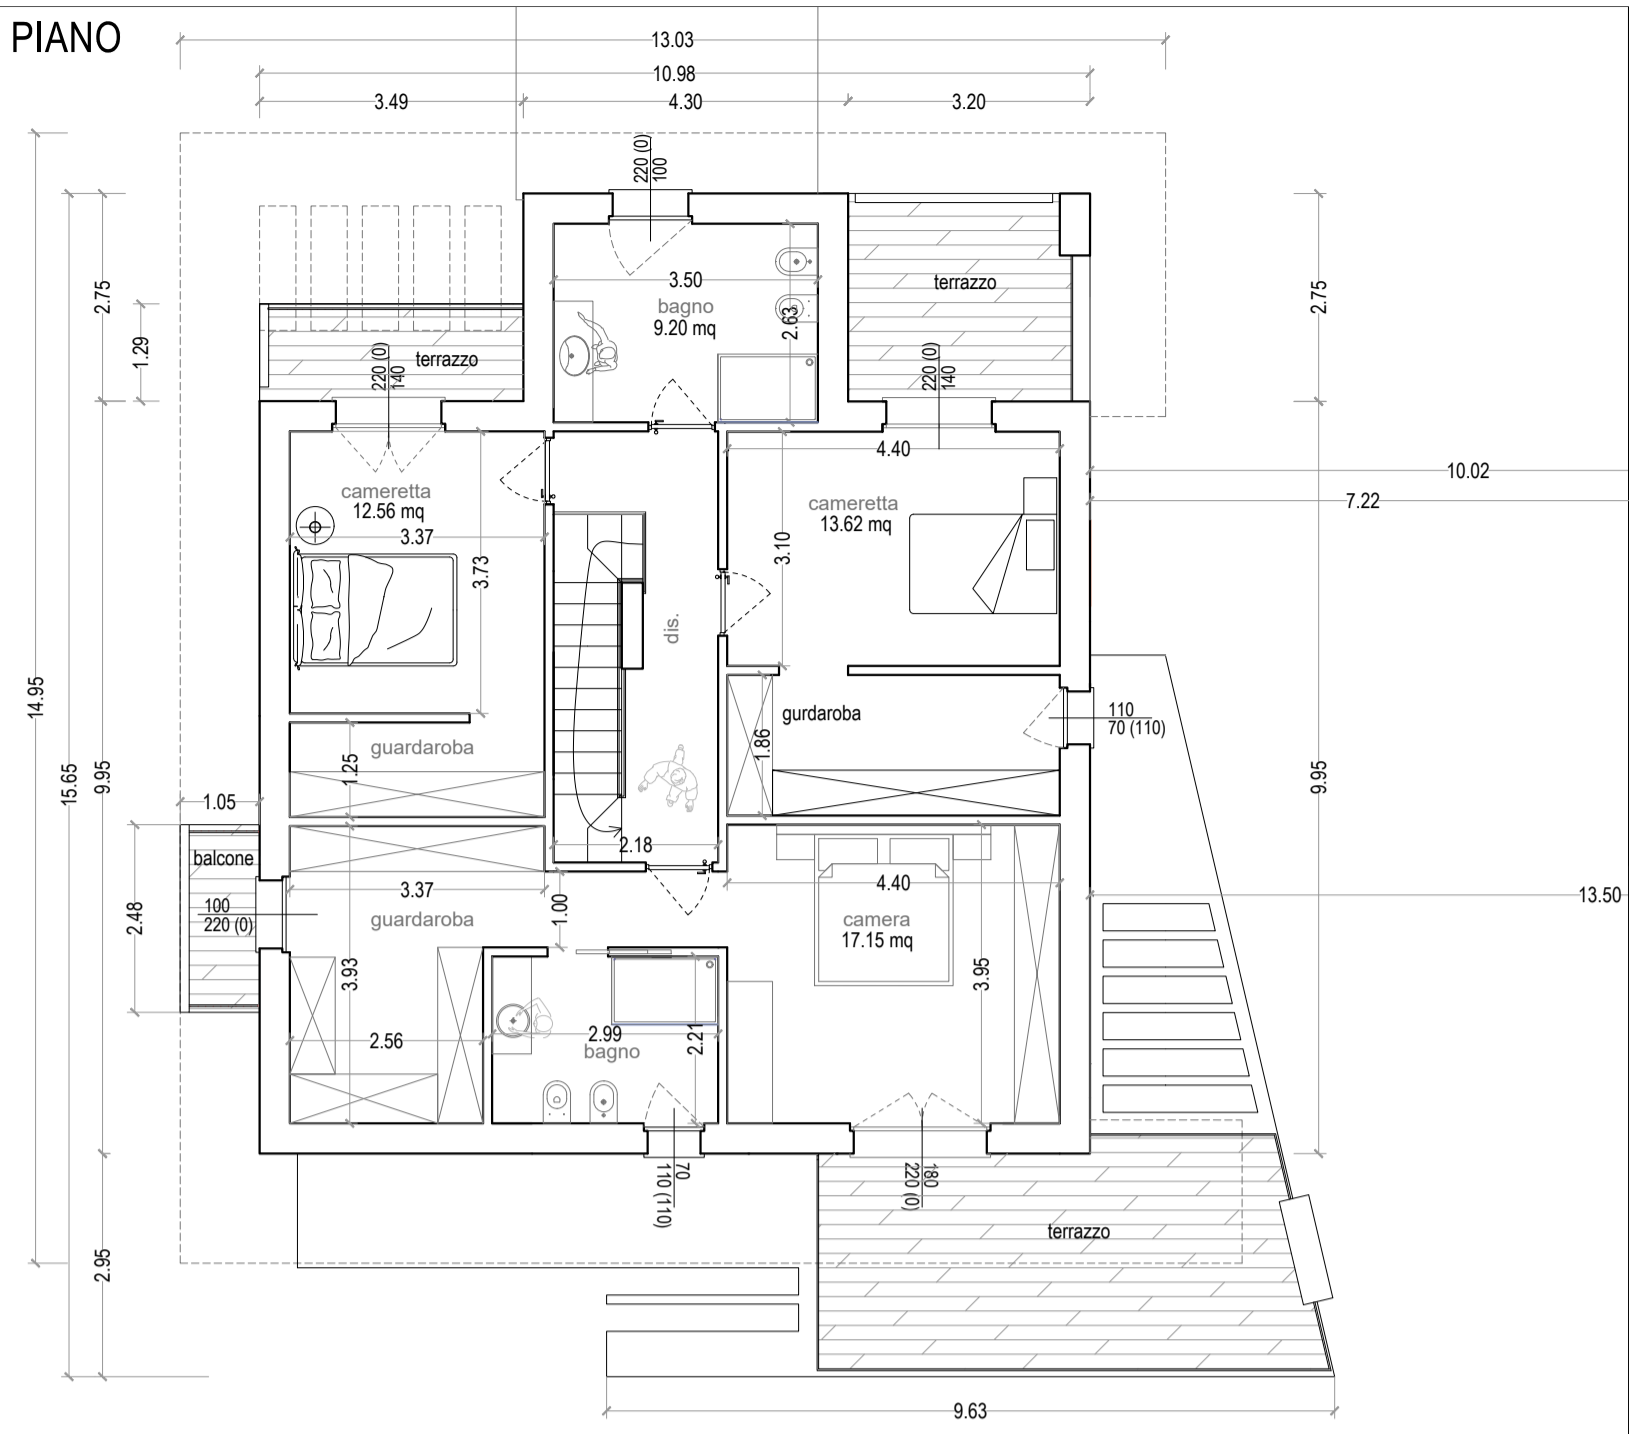 PIANO
13.03
10.98
3.49
4.30
3.20
220 (0)
100
14.95
15.65
2.75
9.95
2.95
1.29
terrazzo
220 (0)
140
3.50
bagno
9.20 mq
2.63
terrazzo
220 (0)
140
2.75
9.95
cameretta
12.56 mq
3.37
3.73
4.40
cameretta
13.62 mq
3.10
10.02
7.22
dis.
guardaroba
1.25
gurdaroba
1.86
110
70 (110)
1.05
balcone
2.48
100
220 (0)
3.37
guardaroba
3.93
2.56
2.18
1.00
4.40
camera
17.15 mq
3.95
13.50
2.99
bagno
2.21
70
110 (110)
180
220 (0)
terrazzo
9.63